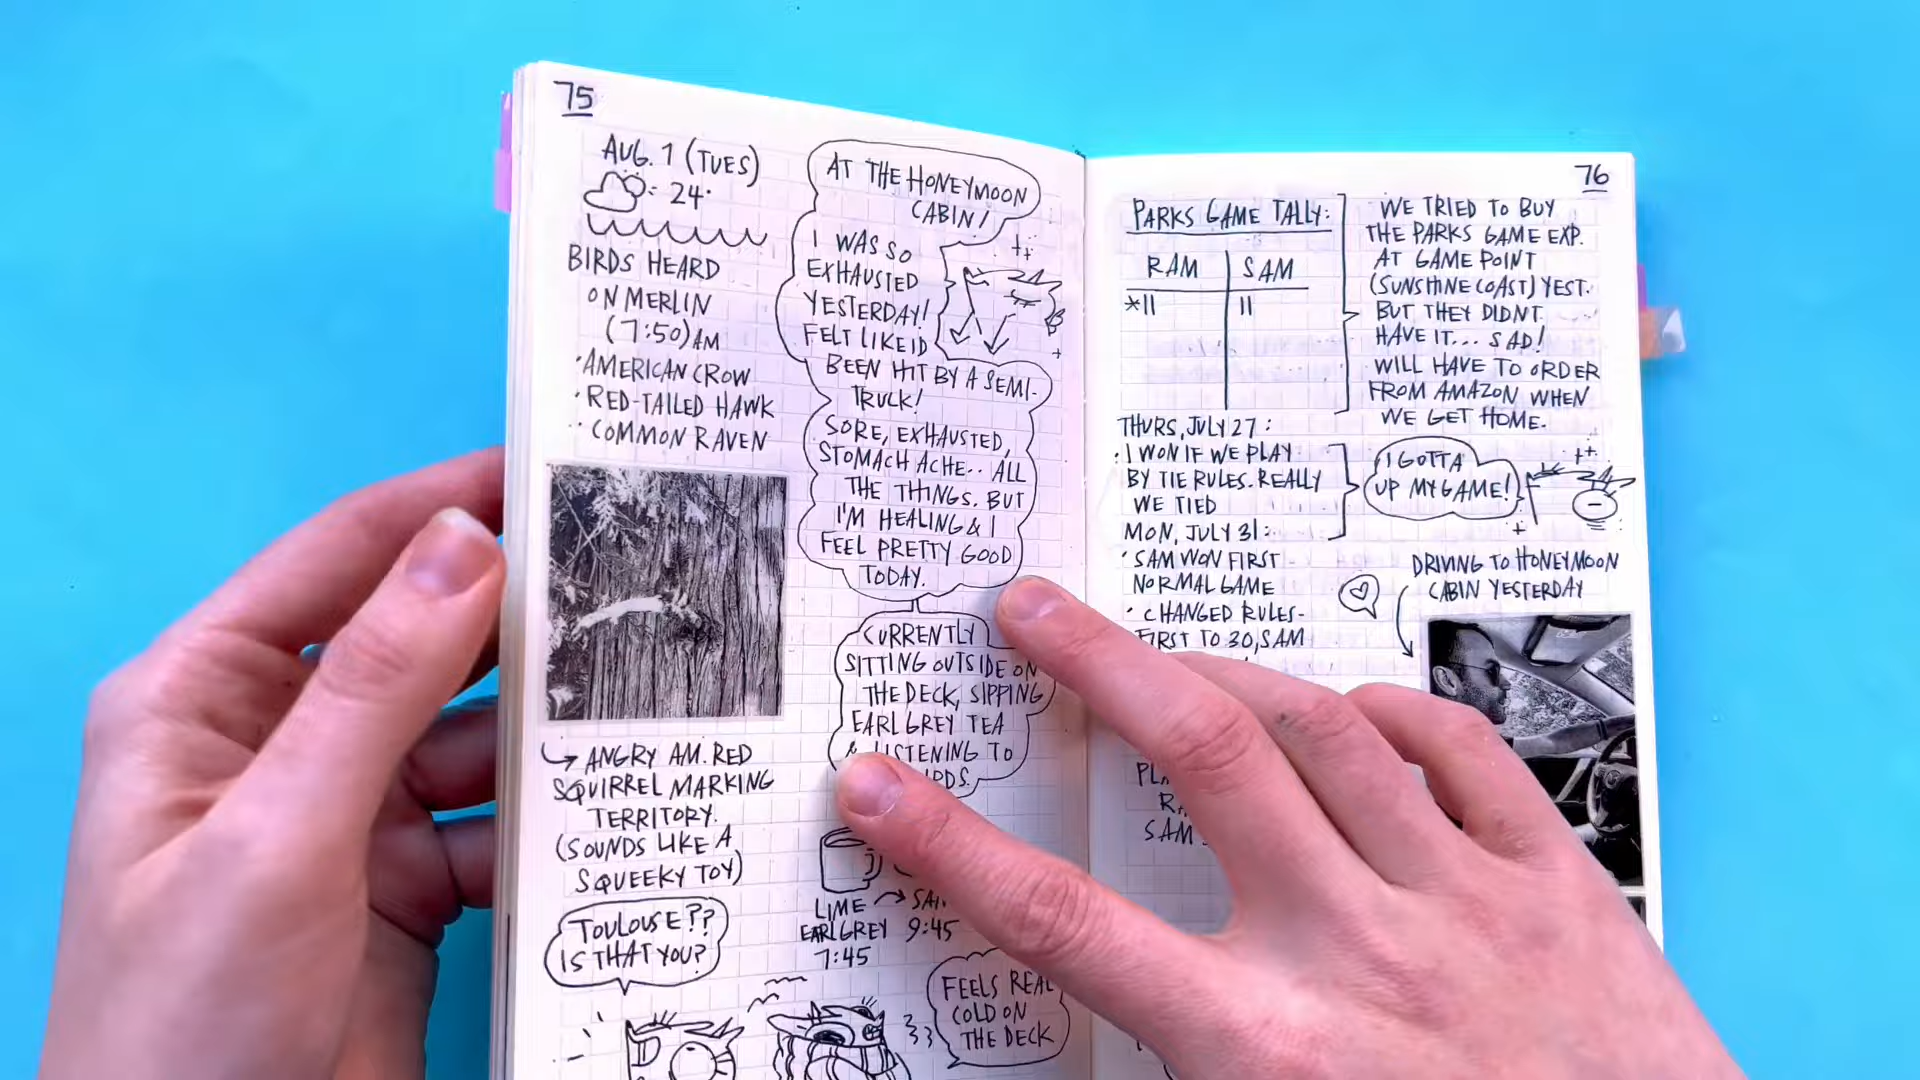 75
AUG. 1 (TUES)
24°
BIRDS HEARD
ON MERLIN
(7:50) AM
·AMERICAN CROW
·RED-TAILED HAWK
·COMMON RAVEN
ANGRY AM. RED
SQUIRREL MARKING
TERRITORY.
(SOUNDS LIKE A
SQUEEKY TOY)
TOULOUSE??
IS THAT YOU?
AT THE HONEYMOON
CABIN!
I WAS SO
EXHAUSTED
YESTERDAY!
FELT LIKE ID
BEEN HIT BY A SEMI-
TRUCK!
SORE, EXHAUSTED,
STOMACH ACHE.. ALL
THE THINGS. BUT
I'M HEALING & I
FEEL PRETTY GOOD
TODAY.
CURRENTLY
SITTING OUTSIDE ON
THE DECK, SIPPING
EARL GREY TEA
& LISTENING TO
LIME
EARL GREY
7:45
9:45
FEELS REAL
COLD ON
THE DECK
76
PARKS GAME TALLY:
RAM SAM
*II II
WE TRIED TO BUY
THE PARKS GAME EXP.
AT GAME POINT
(SUNSHINE COAST) YEST.
BUT THEY DIDNT
HAVE IT... SAD!
WILL HAVE TO ORDER
FROM AMAZON WHEN
WE GET HOME.
THURS, JULY 27:
·I WON IF WE PLAY
BY TIE RULES. REALLY
WE TIED
I GOTTA
UP MY GAME!
MON, JULY 31:
·SAM WON FIRST
NORMAL GAME
·CHANGED RULES-
FIRST TO 30, SAM
SAM
DRIVING TO HONEYMOON
CABIN YESTERDAY